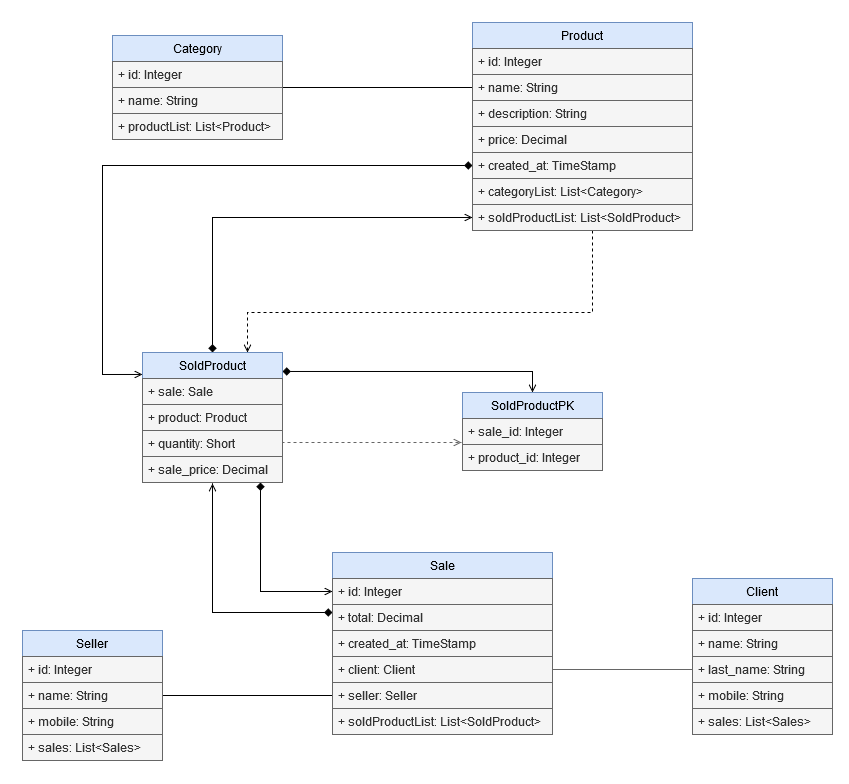 Category
+ id: Integer
+ name: String
+ productList: List<Product>
Product
+ id: Integer
+ name: String
+ description: String
+ price: Decimal
+ created_at: TimeStamp
+ categoryList: List<Category>
+ soldProductList: List<SoldProduct>
SoldProduct
+ sale: Sale
+ product: Product
+ quantity: Short
+ sale_price: Decimal
SoldProductPK
+ sale_id: Integer
+ product_id: Integer
Sale
+ id: Integer
+ total: Decimal
+ created_at: TimeStamp
+ client: Client
+ seller: Seller
+ soldProductList: List<SoldProduct>
Client
+ id: Integer
+ name: String
+ last_name: String
+ mobile: String
+ sales: List<Sales>
Seller
+ id: Integer
+ name: String
+ mobile: String
+ sales: List<Sales>